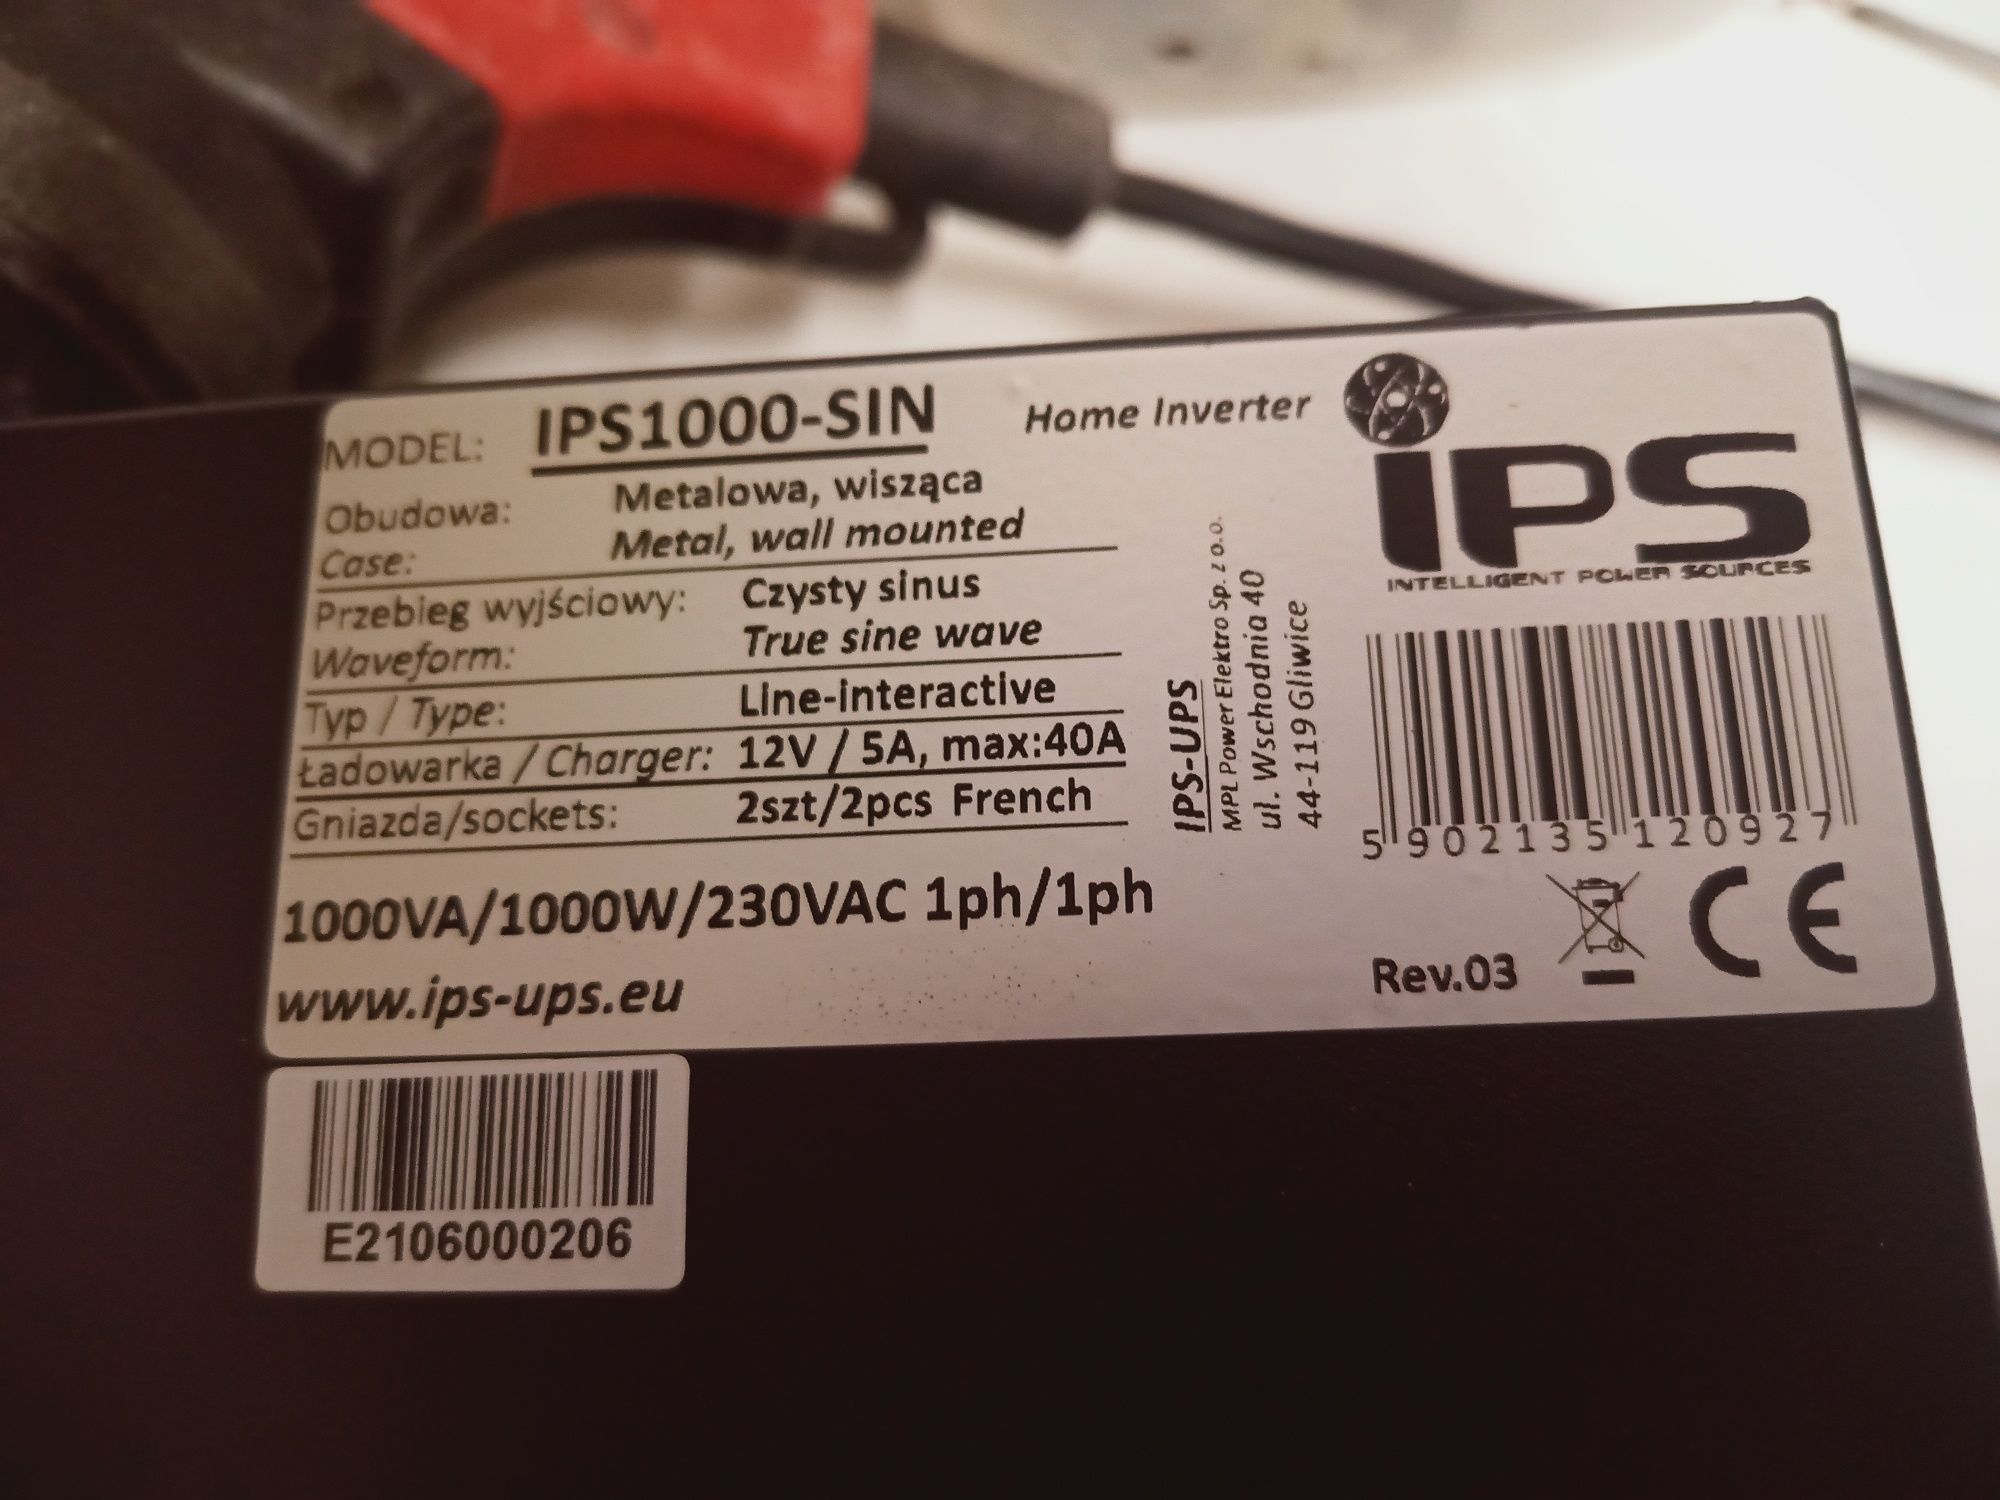 MODEL: IPS1000-SIN Home Inverter
Obudowa: Metalowa, wisząca
Case: Metal, wall mounted
Przebieg wyjściowy: Czysty sinus
Waveform: True sine wave
Typ / Type: Line-interactive
Ładowarka / Charger: 12V / 5A, max:40A
Gniazda/sockets: 2szt/2pcs French
1000VA/1000W/230VAC 1ph/1ph
www.ips-ups.eu
IPS-UPS
MPL Power Elektro Sp. z o.o.
ul. Wschodnia 40
44-119 Gliwice
iPS
INTELLIGENT POWER SOURCES
5 902135 120927
Rev.03
CE
E2106000206